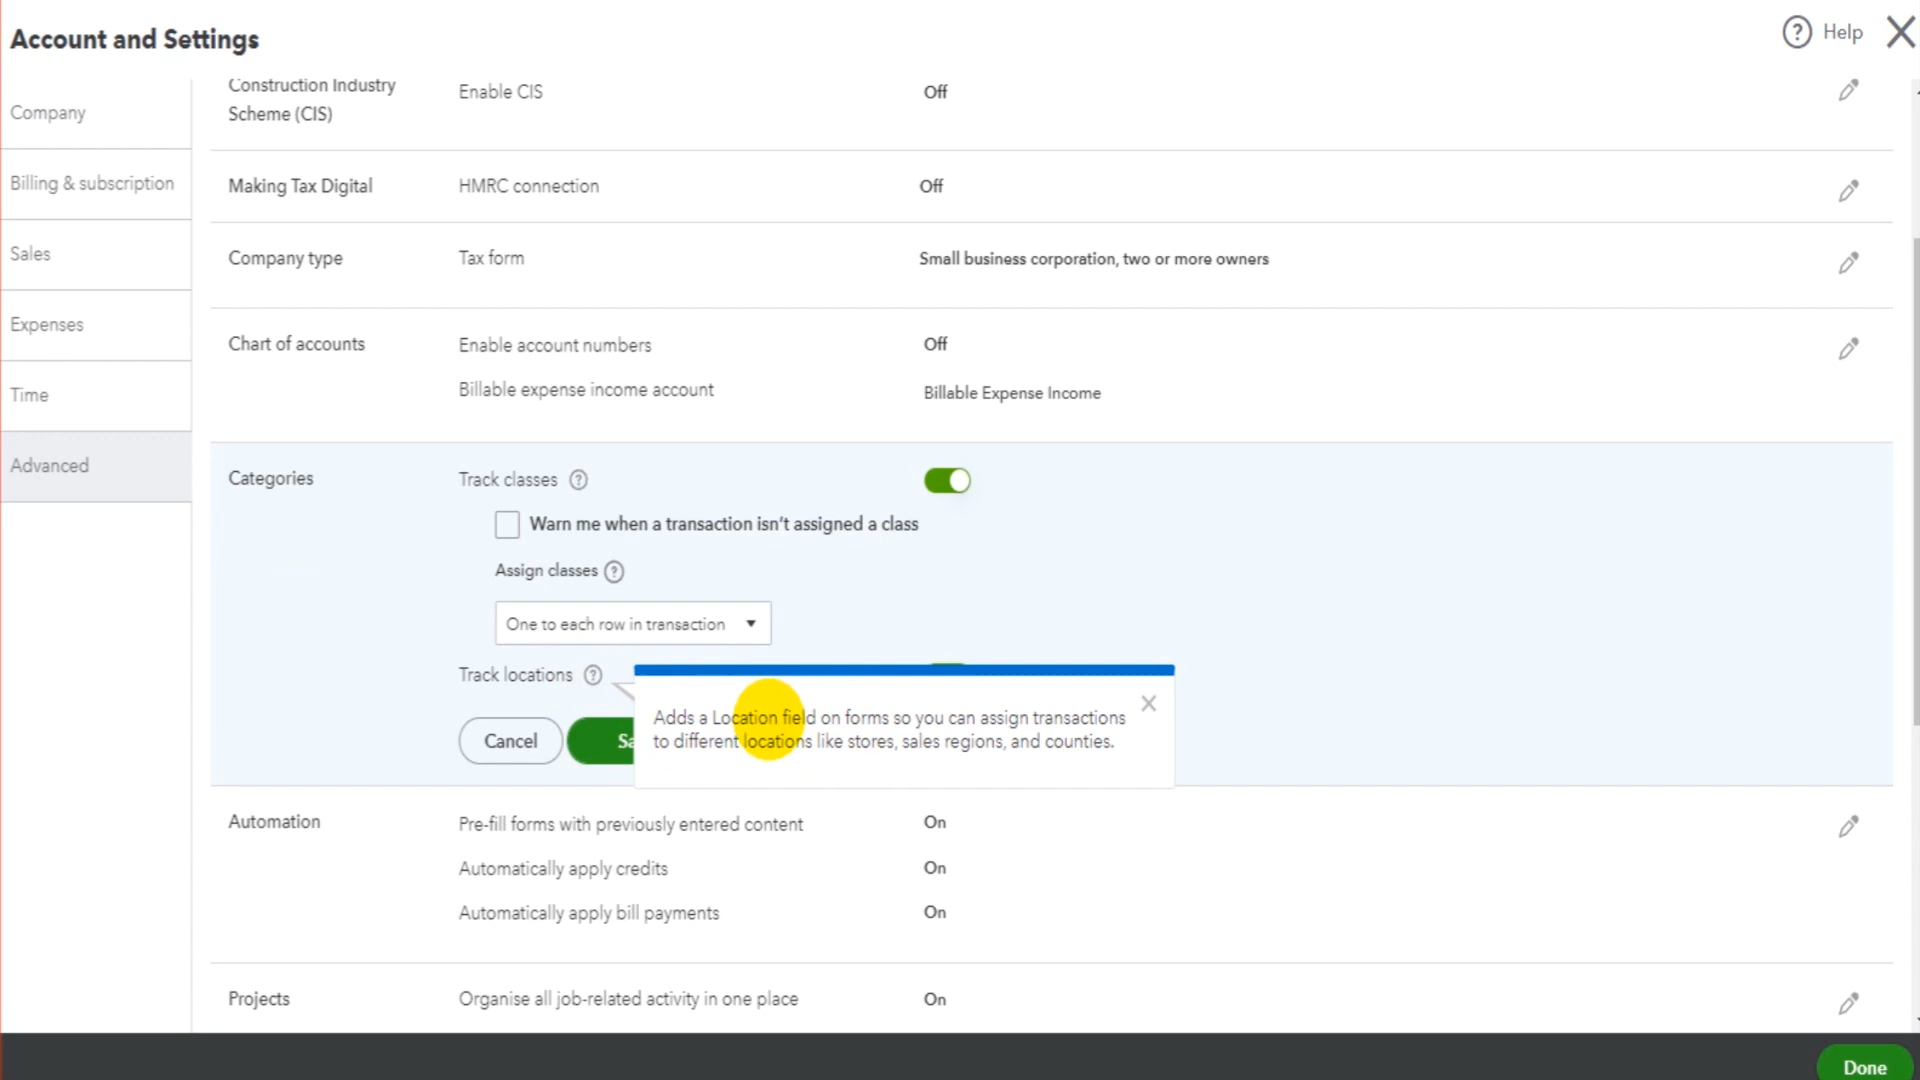 Account and Settings
Help
Company
Billing & subscription
Sales
Expenses
Time
Advanced
Construction Industry
Scheme (CIS)
Enable CIS
Off
Making Tax Digital
HMRC connection
Off
Company type
Tax form
Small business corporation, two or more owners
Chart of accounts
Enable account numbers
Off
Billable expense income account
Billable Expense Income
Categories
Track classes
Warn me when a transaction isn't assigned a class
Assign classes
One to each row in transaction
Track locations
Adds a Location field on forms so you can assign transactions
to different locations like stores, sales regions, and counties.
Cancel
Automation
Pre-fill forms with previously entered content
On
Automatically apply credits
On
Automatically apply bill payments
On
Projects
Organise all job-related activity in one place
On
Done